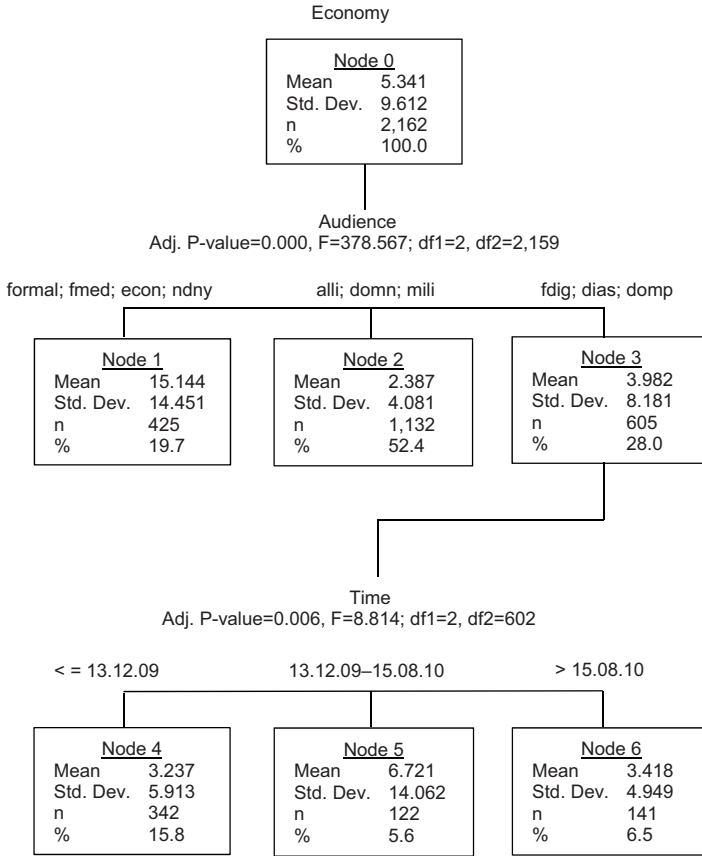 Economy
Node 0
Mean 5.341
Std. Dev. 9.612
n 2,162
% 100.0
Audience
Adj. P-value=0.000, F=378.567; df1=2, df2=2,159
formal; fmed; econ; ndny
alli; domn; mili
fdig; dias; domp
Node 1
Mean 15.144
Std. Dev. 14.451
n 425
% 19.7
Node 2
Mean 2.387
Std. Dev. 4.081
n 1,132
% 52.4
Node 3
Mean 3.982
Std. Dev. 8.181
n 605
% 28.0
Time
Adj. P-value=0.006, F=8.814; df1=2, df2=602
< = 13.12.09
13.12.09–15.08.10
> 15.08.10
Node 4
Mean 3.237
Std. Dev. 5.913
n 342
% 15.8
Node 5
Mean 6.721
Std. Dev. 14.062
n 122
% 5.6
Node 6
Mean 3.418
Std. Dev. 4.949
n 141
% 6.5